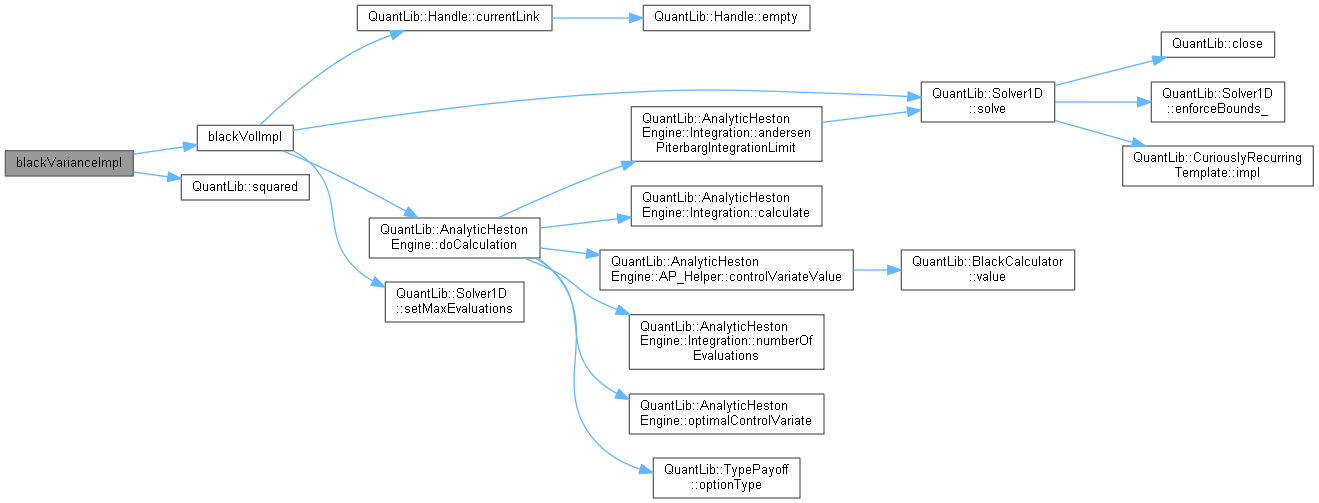 QuantLib::Handle::currentLink
QuantLib::Handle::empty
QuantLib::close
QuantLib::Solver1D
::solve
QuantLib::Solver1D
::enforceBounds_
QuantLib::AnalyticHeston
Engine::Integration::andersen
PiterbargIntegrationLimit
blackVolImpl
blackVarianceImpl
QuantLib::CuriouslyRecurring
Template::impl
QuantLib::squared
QuantLib::AnalyticHeston
Engine::Integration::calculate
QuantLib::AnalyticHeston
Engine::doCalculation
QuantLib::AnalyticHeston
Engine::AP_Helper::controlVariateValue
QuantLib::BlackCalculator
::value
QuantLib::Solver1D
::setMaxEvaluations
QuantLib::AnalyticHeston
Engine::Integration::numberOf
Evaluations
QuantLib::AnalyticHeston
Engine::optimalControlVariate
QuantLib::TypePayoff
::optionType